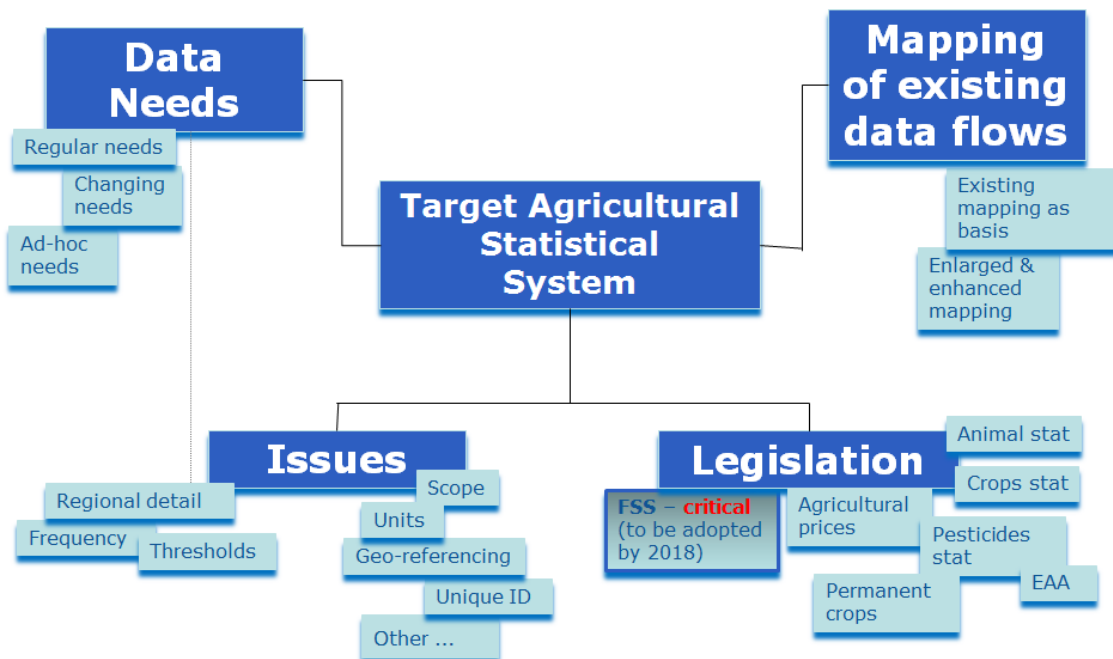 Data
Needs
Regular needs
Changing
needs
Ad-hoc
needs
Mapping
of existing
data flows
Existing
mapping as
basis
Enlarged &
enhanced
mapping
Target Agricultural
Statistical
System
Issues
Regional detail
Frequency
Thresholds
Scope
Units
Geo-referencing
Unique ID
Other ...
Legislation
FSS – critical
(to be adopted
by 2018)
Agricultural
prices
Animal stat
Crops stat
Pesticides
stat
EAA
Permanent
crops